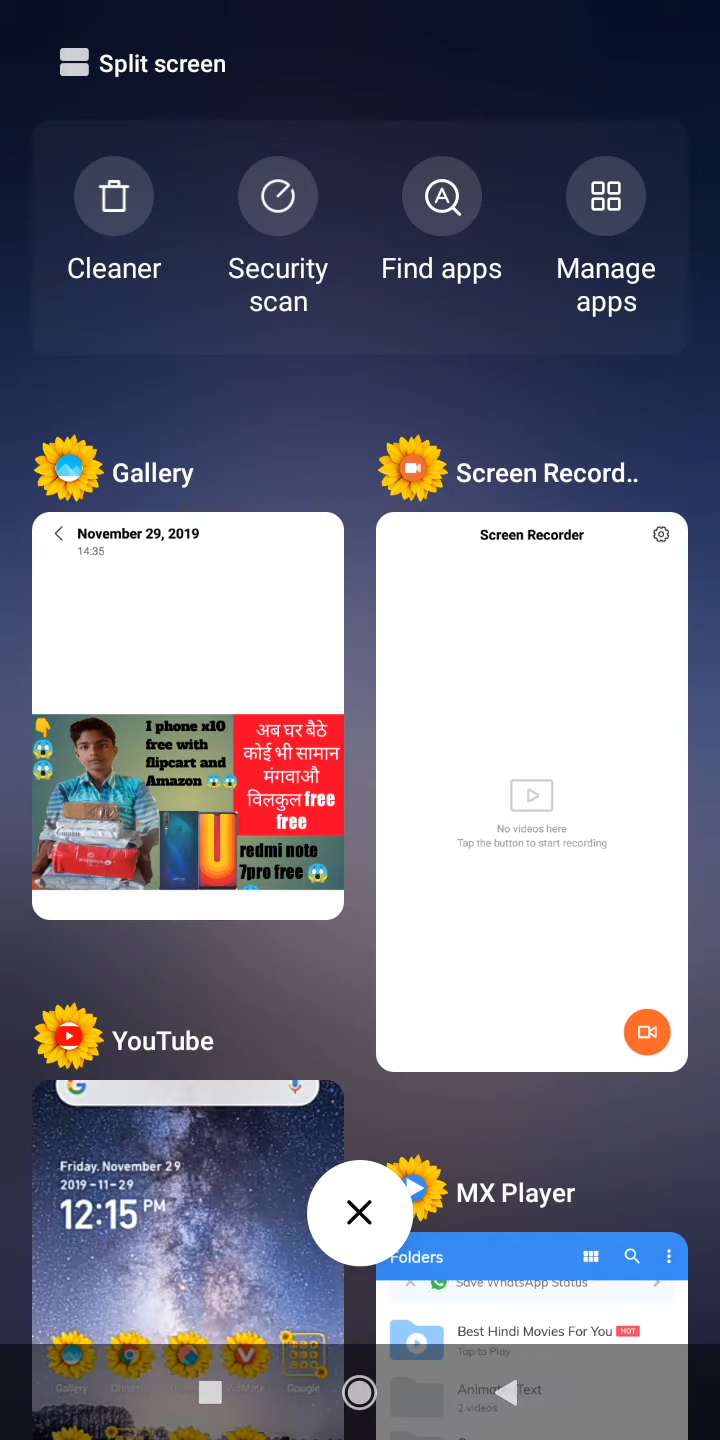 Split screen
Cleaner
Security
scan
Find apps
Manage
apps
Gallery
November 29, 2019
14:35
I phone x10
free with
flipcart and
Amazon 😱😱
अब घर बैठे
कोई भी सामान
मंगवाऔ
विलकुल free
free
redmi note
7pro free 😱
Screen Record..
Screen Recorder
No videos here
Tap the button to start recording
YouTube
Friday. November 29
2019-11-29
12:15 PM
Gallery
Google
MX Player
Folders
Save WhatsApp Status
Best Hindi Movies For You HOT
Tap to Play
AnimatedText
2 videos